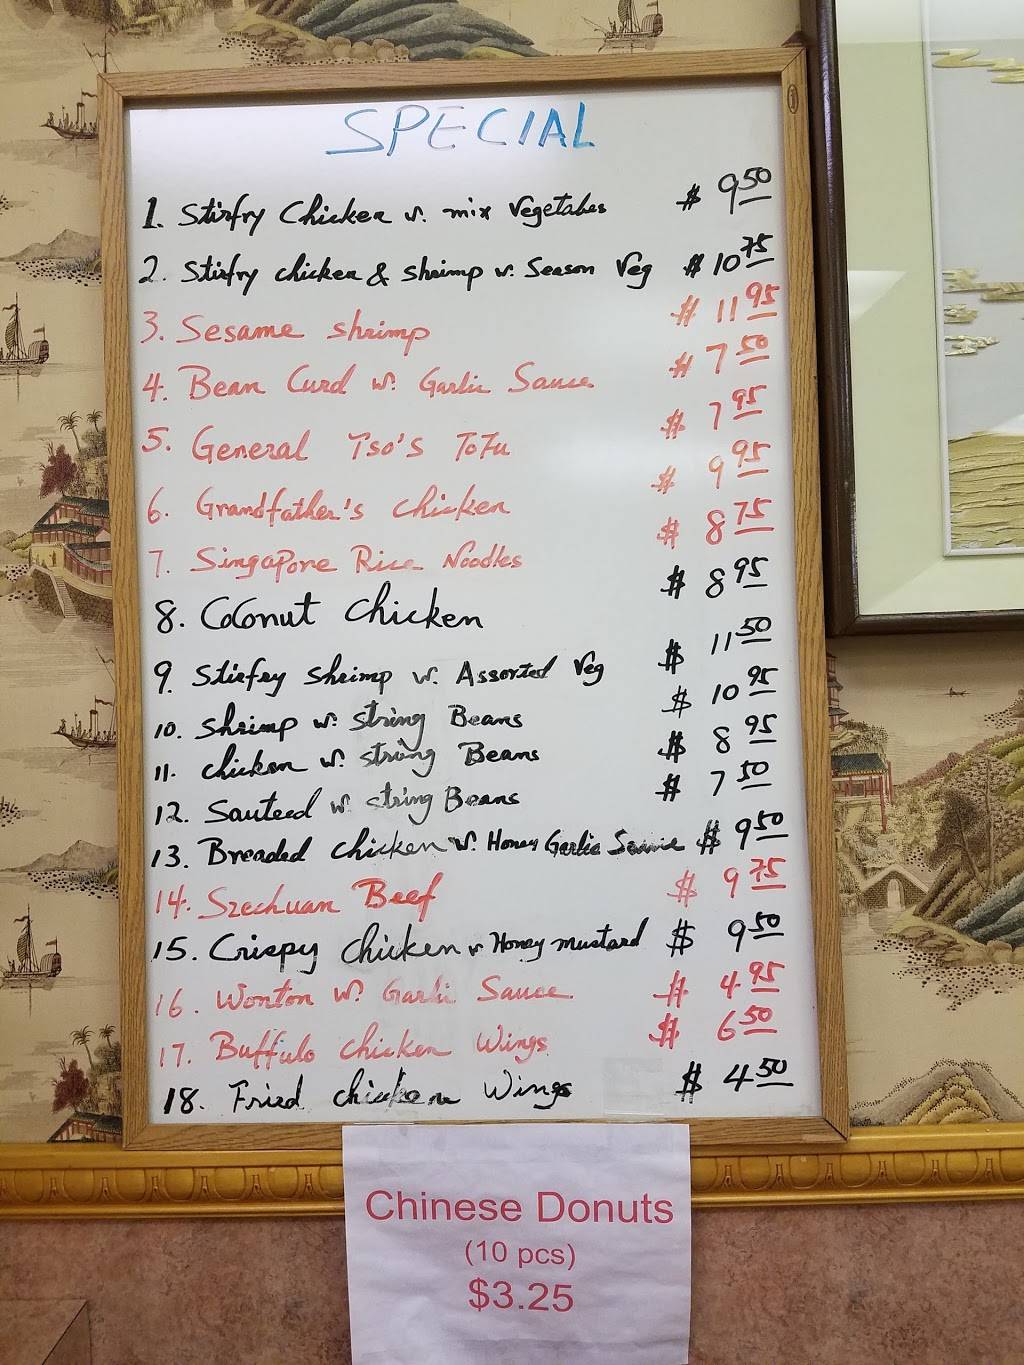 SPECIAL
1. Stirfry Chicken w. mix Vegetables $ 9.50
2. Stirfry chicken & shrimp w. Season Veg $ 10.75
3. Sesame shrimp $ 11.95
4. Bean Curd w. Garlic Sauce $ 7.50
5. General Tso's ToFu $ 7.95
6. Grandfather's chicken $ 9.95
7. Singapore Rice Noodles $ 8.75
8. Coconut chicken $ 8.95
9. Stirfry shrimp w. Assorted Veg $ 11.50
10. shrimp w. string Beans $ 10.95
11. chicken w. string Beans $ 8.95
12. Sauteed w. string Beans $ 7.50
13. Breaded chicken w. Honey Garlic Sauce $ 9.50
14. Szechuan Beef $ 9.75
15. Crispy chicken w Honey mustard $ 9.50
16. Wonton w. Garlic Sauce $ 4.95
17. Buffulo chicken Wings $ 6.50
18. Fried chicken Wings $ 4.50
Chinese Donuts
(10 pcs)
$3.25